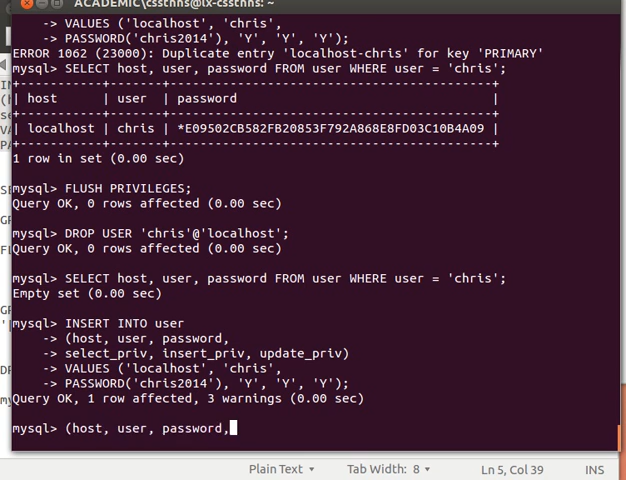 ACADEMIC\cssthns@lx-cssthns: ~
-> VALUES ('localhost', 'chris',
-> PASSWORD('chris2014'), 'Y', 'Y', 'Y');
ERROR 1062 (23000): Duplicate entry 'localhost-chris' for key 'PRIMARY'
mysql> SELECT host, user, password FROM user WHERE user = 'chris';
+-----------+-------+-------------------------------------------+
| host      | user  | password                                  |
+-----------+-------+-------------------------------------------+
| localhost | chris | *E09502CB582FB20853F792A868E8FD03C10B4A09 |
+-----------+-------+-------------------------------------------+
1 row in set (0.00 sec)
mysql> FLUSH PRIVILEGES;
Query OK, 0 rows affected (0.00 sec)
mysql> DROP USER 'chris'@'localhost';
Query OK, 0 rows affected (0.00 sec)
mysql> SELECT host, user, password FROM user WHERE user = 'chris';
Empty set (0.00 sec)
mysql> INSERT INTO user
-> (host, user, password,
-> select_priv, insert_priv, update_priv)
-> VALUES ('localhost', 'chris',
-> PASSWORD('chris2014'), 'Y', 'Y', 'Y');
Query OK, 1 row affected, 3 warnings (0.00 sec)
mysql> (host, user, password,
Plain Text Tab Width: 8 Ln 5, Col 39 INS